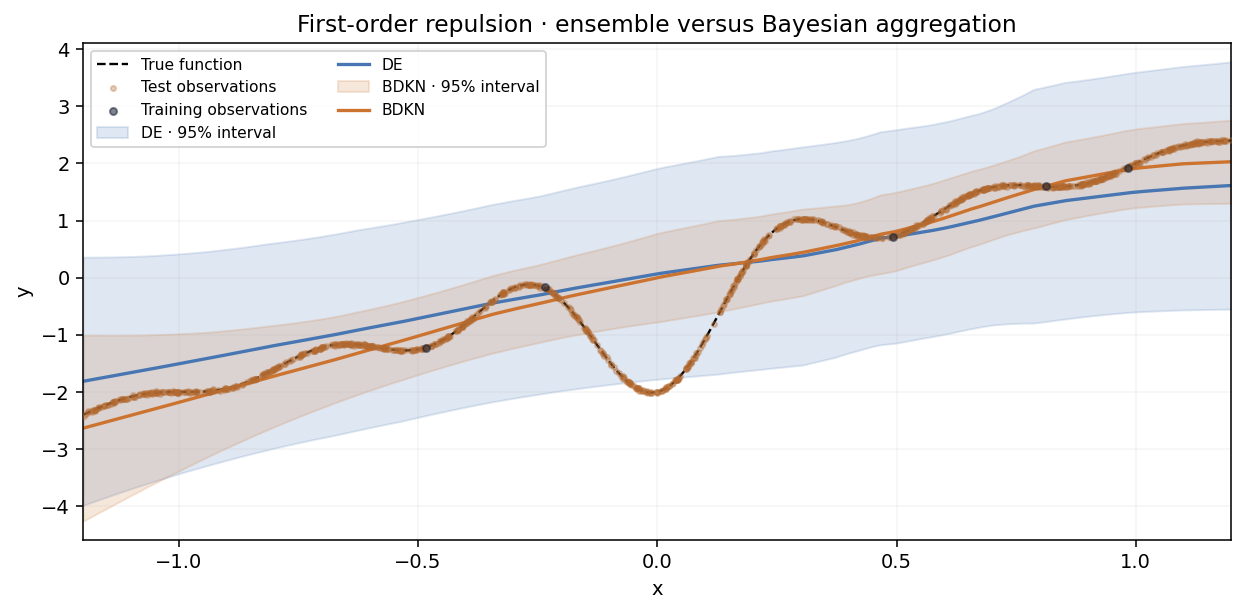 First-order repulsion · ensemble versus Bayesian aggregation
True function
Test observations
Training observations
DE · 95% interval
DE
BDKN · 95% interval
BDKN
4
3
2
1
0
−1
−2
−3
−4
y
−1.0
−0.5
0.0
0.5
1.0
x